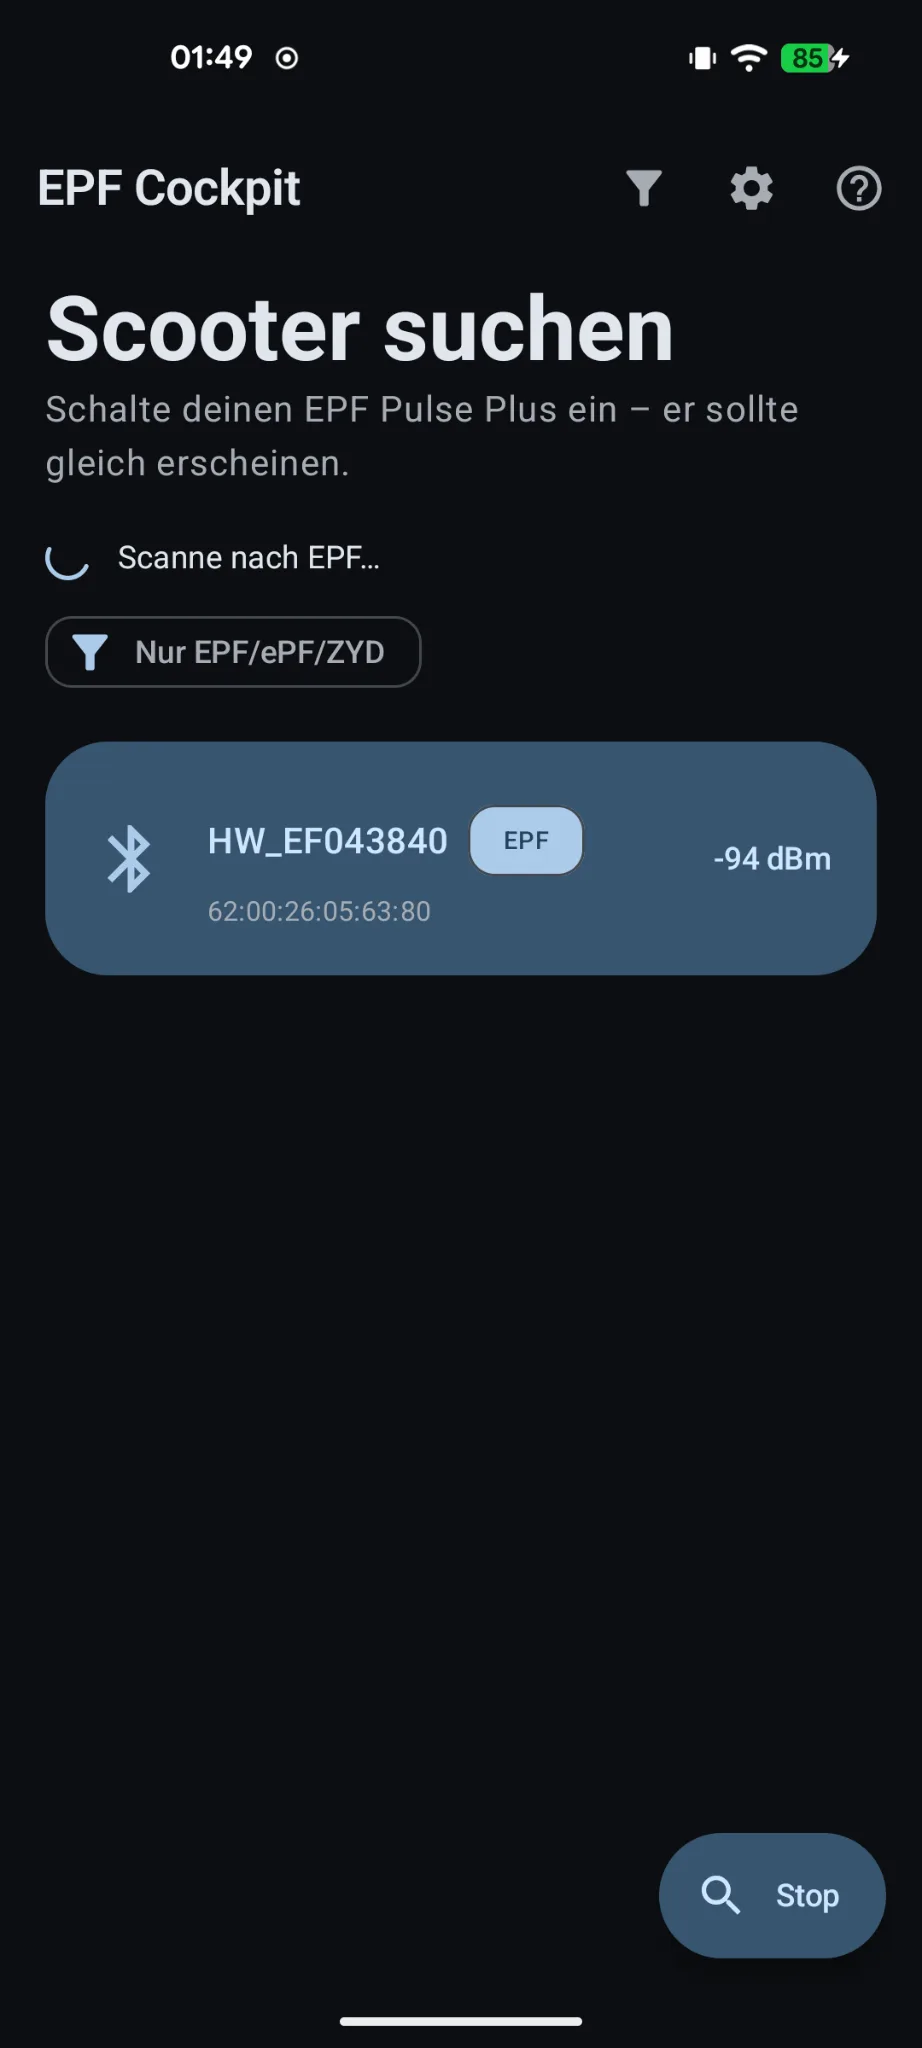 01:49
85
EPF Cockpit
Scooter suchen
Schalte deinen EPF Pulse Plus ein – er sollte
gleich erscheinen.
Scanne nach EPF…
Nur EPF/ePF/ZYD
HW_EF043840 EPF
-94 dBm
62:00:26:05:63:80
Stop